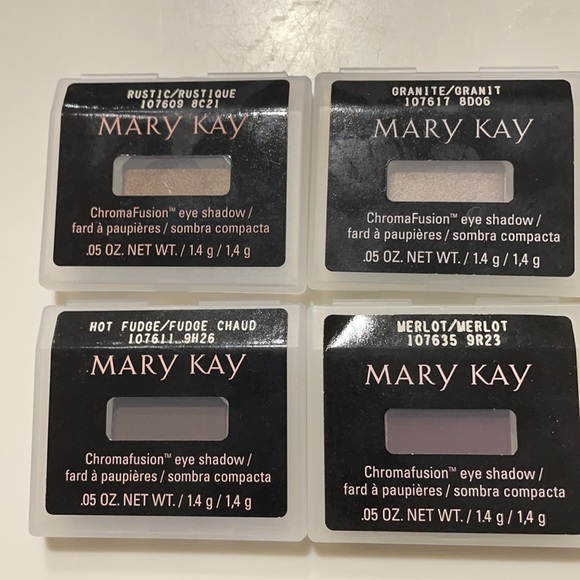 RUSTIC/RUSTIQUE
107609 8C21
MARY KAY
ChromaFusion™ eye shadow /
fard à paupières / sombra compacta
.05 OZ. NET WT. / 1.4 g / 1,4 g
GRANITE/GRANIT
107617 8D06
MARY KAY
ChromaFusion™ eye shadow /
fard à paupières / sombra compacta
.05 OZ. NET WT. / 1.4 g / 1,4 g
HOT FUDGE/FUDGE CHAUD
107611 9H26
MARY KAY
Chromafusion™ eye shadow /
fard à paupières / sombra compacta
.05 OZ. NET WT. / 1.4 g / 1,4 g
MERLOT/MERLOT
107635 9R23
MARY KAY
Chromafusion™ eye shadow /
fard à paupières / sombra compacta
.05 OZ. NET WT. / 1.4 g / 1,4 g